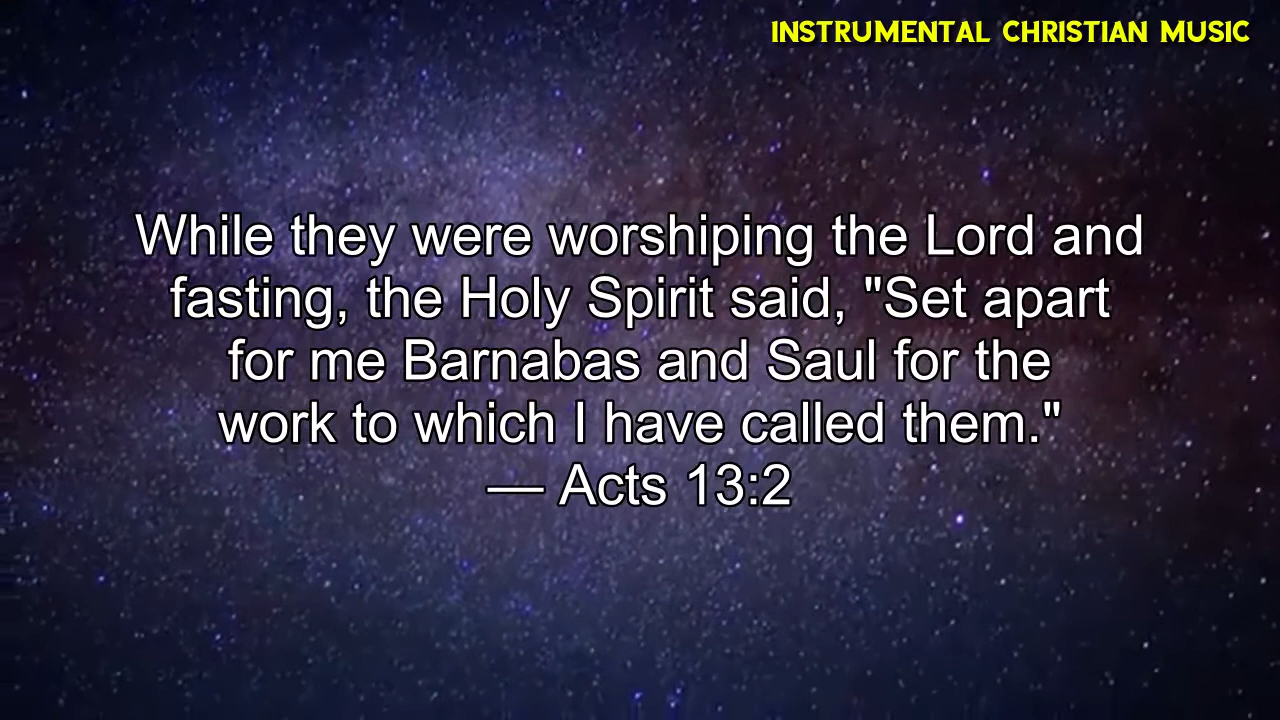 INSTRUMENTAL CHRISTIAN MUSIC
While they were worshiping the Lord and
fasting, the Holy Spirit said, "Set apart
for me Barnabas and Saul for the
work to which I have called them."
— Acts 13:2